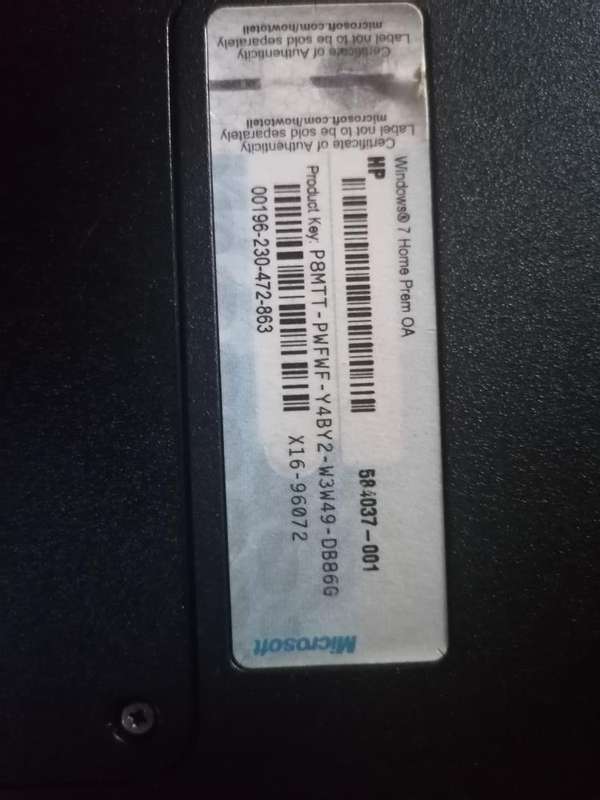 Certificate of Authenticity
Label not to be sold separately
microsoft.com/howtotell
Certificate of Authenticity
Label not to be sold separately
microsoft.com/howtotell
Windows® 7 Home Prem OA
HP
584037-001
Product Key: P8MTT-PWFWF-Y4BY2-W3W49-DB86G
X16-96072
00196-230-472-863
Microsoft